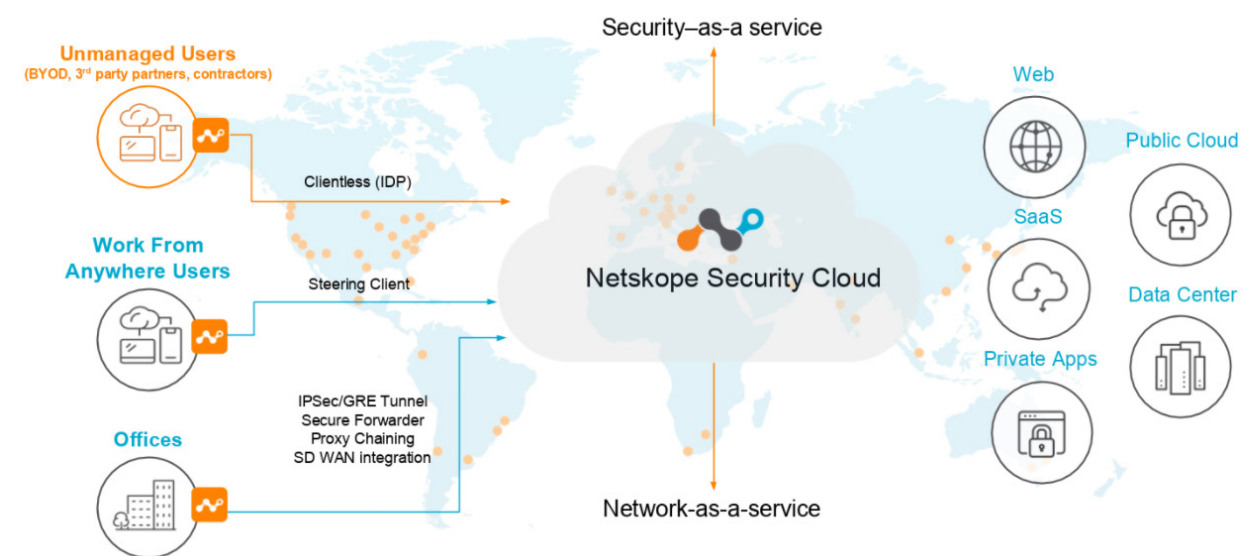 Security–as-a service
Unmanaged Users
(BYOD, 3rd party partners, contractors)
Clientless (IDP)
Work From
Anywhere Users
Steering Client
IPSec/GRE Tunnel
Secure Forwarder
Proxy Chaining
SD WAN integration
Offices
Netskope Security Cloud
Network-as-a-service
Web
Public Cloud
SaaS
Data Center
Private Apps